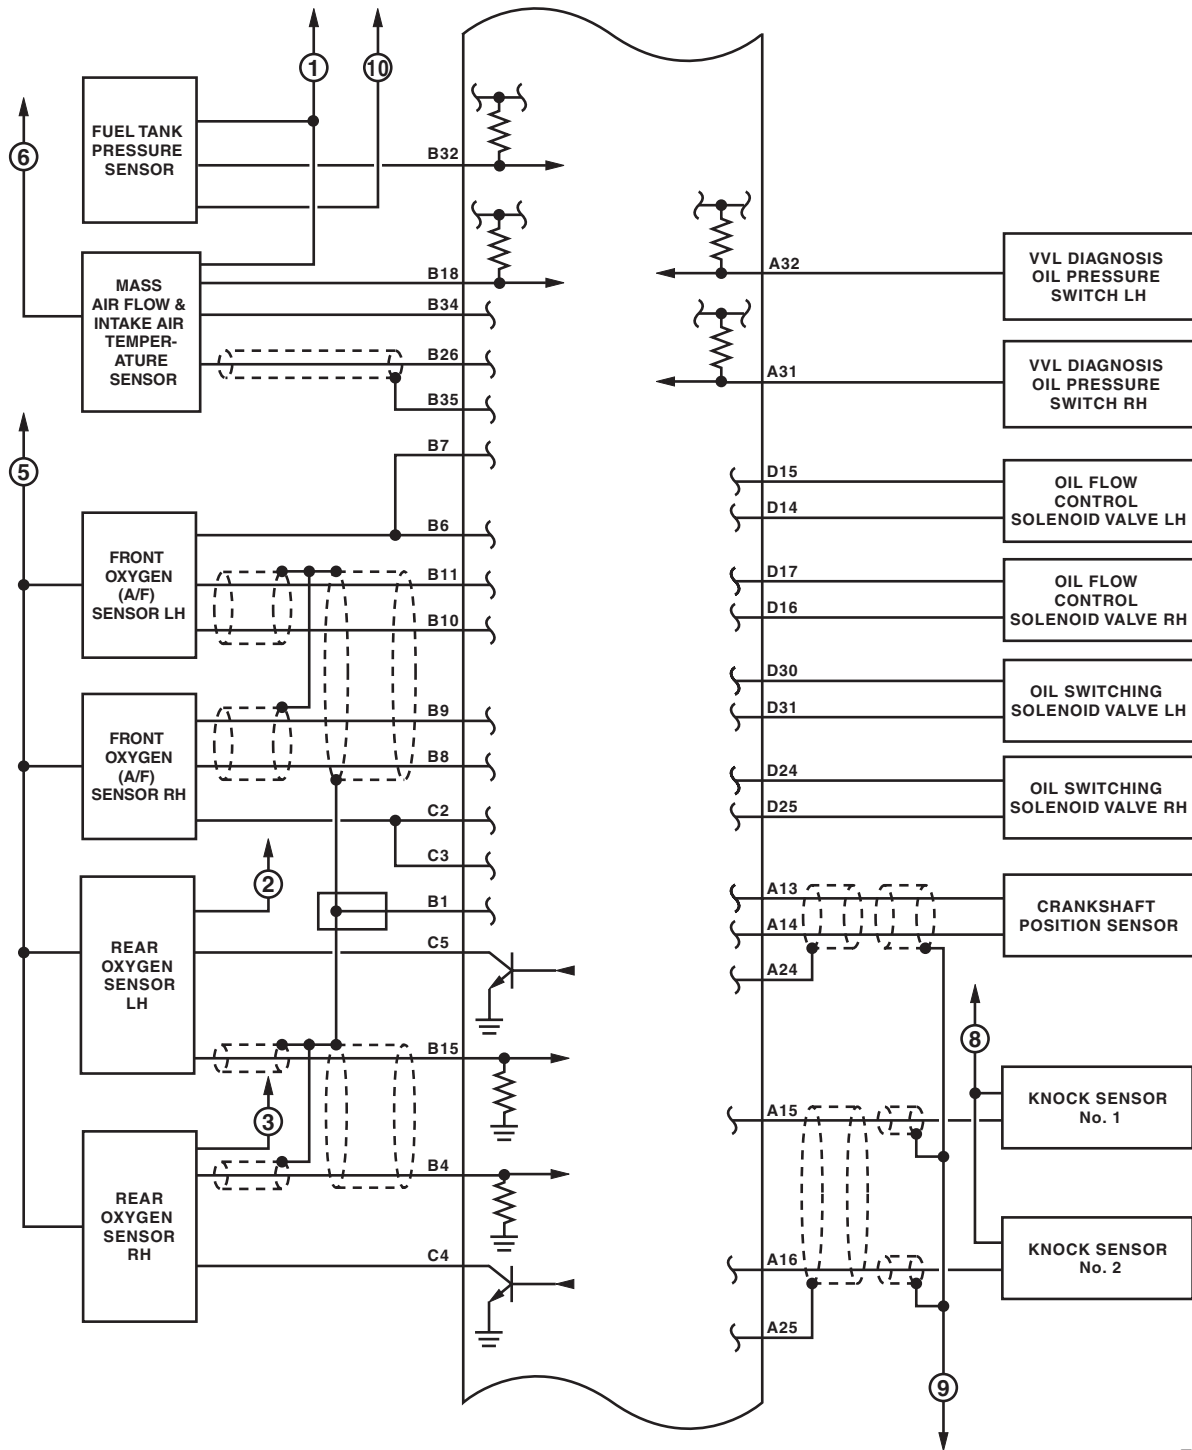 1
10
6
FUEL TANK
PRESSURE
SENSOR
B32
MASS
AIR FLOW &
INTAKE AIR
TEMPER-
ATURE
SENSOR
B18
B34
B26
B35
B7
5
FRONT
OXYGEN
(A/F)
SENSOR LH
B6
B11
B10
FRONT
OXYGEN
(A/F)
SENSOR RH
B9
B8
C2
C3
2
B1
REAR
OXYGEN
SENSOR
LH
C5
B15
3
REAR
OXYGEN
SENSOR
RH
B4
C4
A32
VVL DIAGNOSIS
OIL PRESSURE
SWITCH LH
A31
VVL DIAGNOSIS
OIL PRESSURE
SWITCH RH
D15
D14
OIL FLOW
CONTROL
SOLENOID VALVE LH
D17
D16
OIL FLOW
CONTROL
SOLENOID VALVE RH
D30
D31
OIL SWITCHING
SOLENOID VALVE LH
D24
D25
OIL SWITCHING
SOLENOID VALVE RH
A13
A14
A24
CRANKSHAFT
POSITION SENSOR
8
A15
KNOCK SENSOR
No. 1
A16
KNOCK SENSOR
No. 2
A25
9